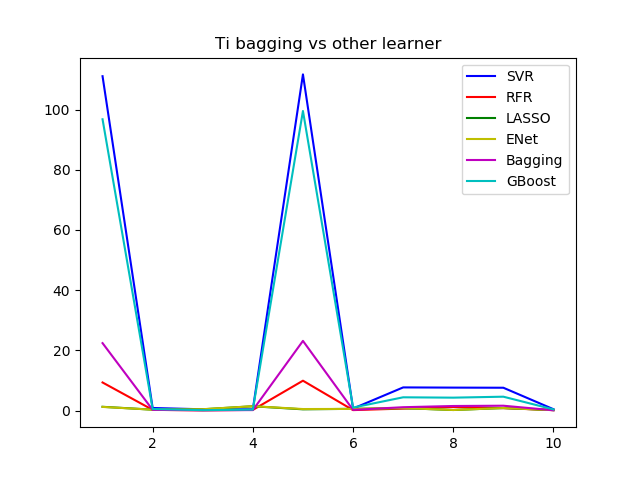 Ti bagging vs other learner
SVR
RFR
LASSO
ENet
Bagging
GBoost
100
80
60
40
20
0
2 4 6 8 10